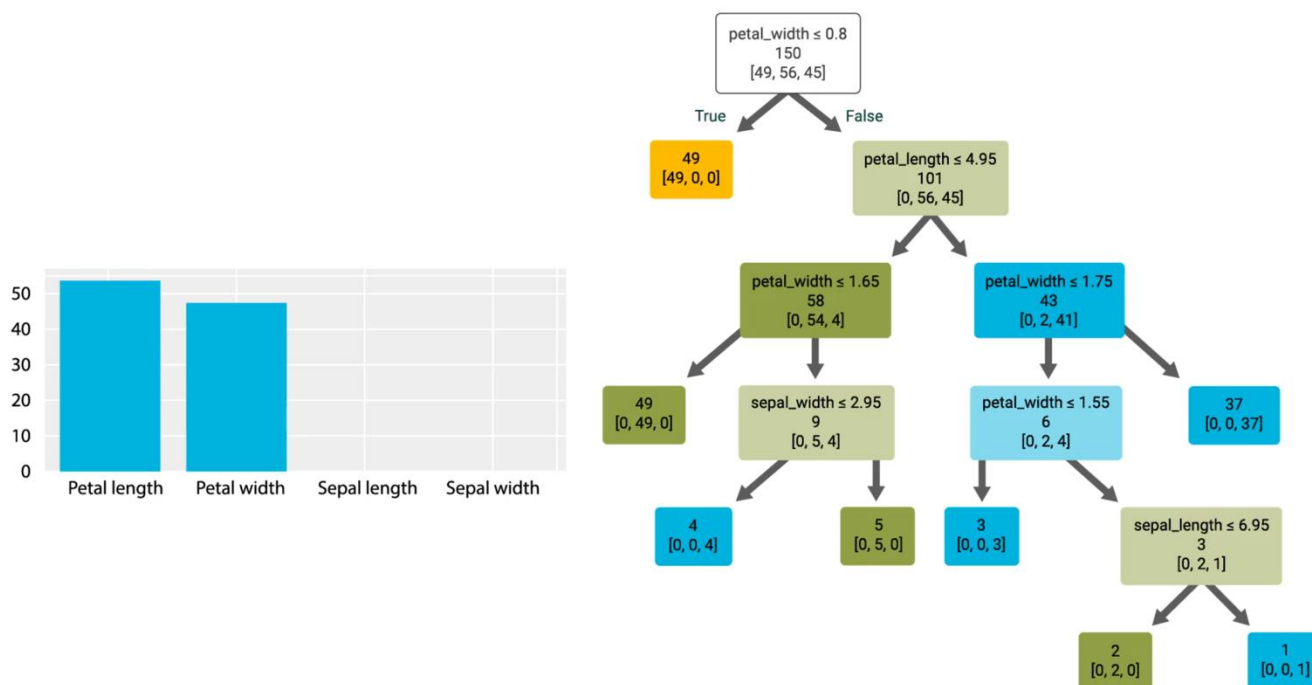 50
40
30
20
10
0
Petal length Petal width Sepal length Sepal width
petal_width ≤ 0.8
150
[49, 56, 45]
True False
49
[49, 0, 0]
petal_length ≤ 4.95
101
[0, 56, 45]
petal_width ≤ 1.65
58
[0, 54, 4]
petal_width ≤ 1.75
43
[0, 2, 41]
49
[0, 49, 0]
sepal_width ≤ 2.95
9
[0, 5, 4]
petal_width ≤ 1.55
6
[0, 2, 4]
37
[0, 0, 37]
4
[0, 0, 4]
5
[0, 5, 0]
3
[0, 0, 3]
sepal_length ≤ 6.95
3
[0, 2, 1]
2
[0, 2, 0]
1
[0, 0, 1]